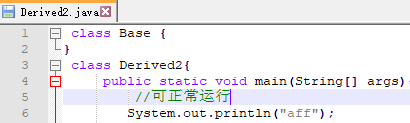 Derived2.java
1 class Base {
2 }
3 class Derived2{
4 public static void main(String[] args){
5 //可正常运行
6 System.out.println("aff");